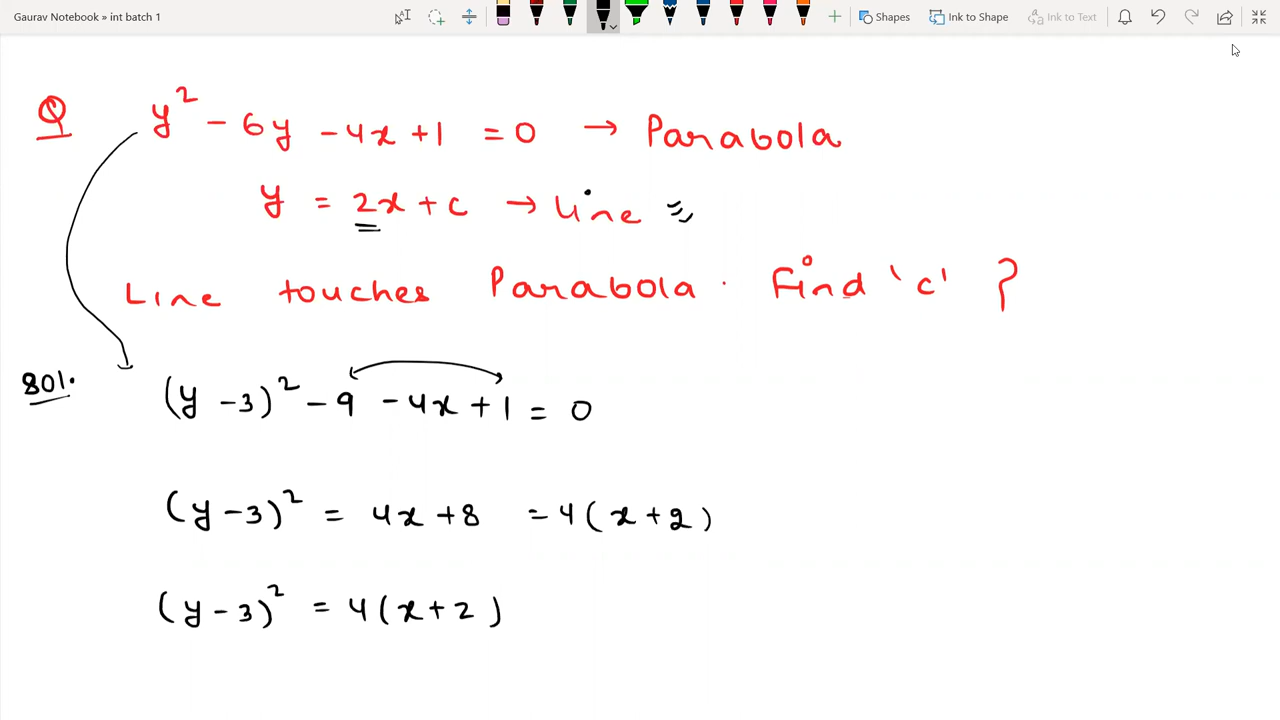 Gaurav Notebook » int batch 1
Shapes Ink to Shape Ink to Text
Q y² - 6y - 4x + 1 = 0 → Parabola
y = 2x + c → Line
Line touches Parabola. Find 'c' ?
Sol. (y - 3)² - 9 - 4x + 1 = 0
(y - 3)² = 4x + 8 = 4(x + 2)
(y - 3)² = 4(x + 2)